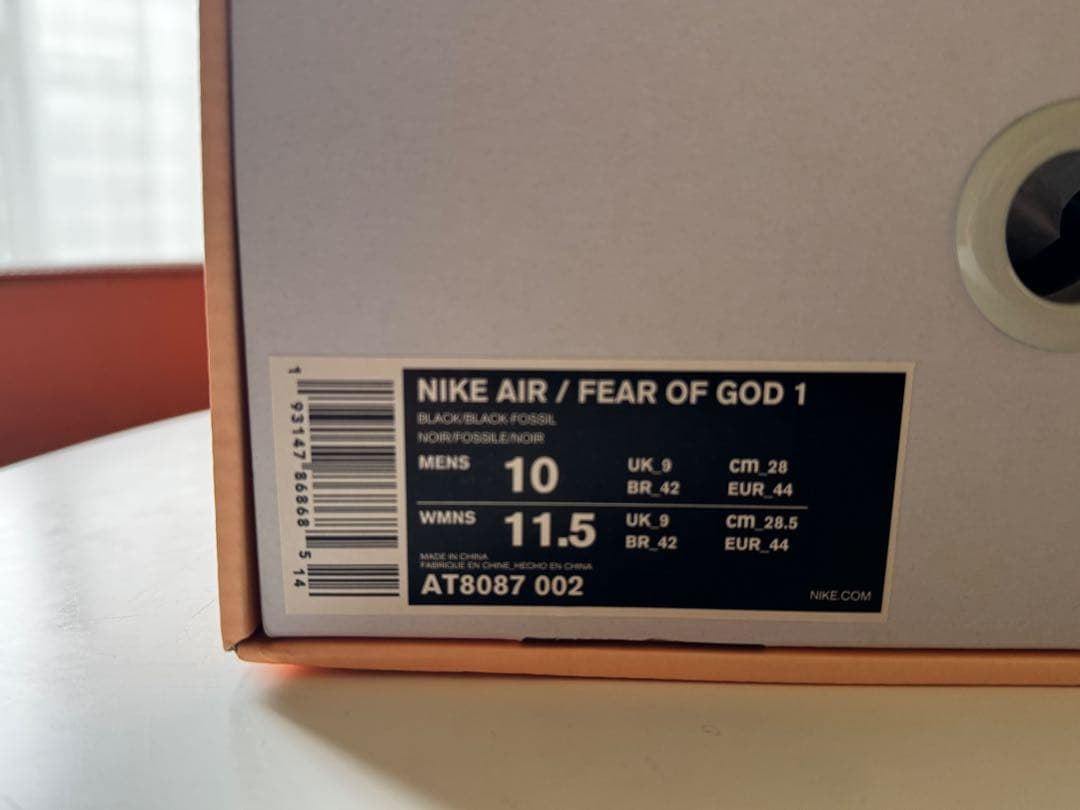 1 93147 86868 5 14
NIKE AIR / FEAR OF GOD 1
BLACK/BLACK-FOSSIL
NOIR/FOSSILE/NOIR
MENS 10 UK_9 cm_28
BR_42 EUR_44
WMNS 11.5 UK_9 cm_28.5
BR_42 EUR_44
MADE IN CHINA
FABRIQUE EN CHINE_HECHO EN CHINA
AT8087 002
NIKE.COM